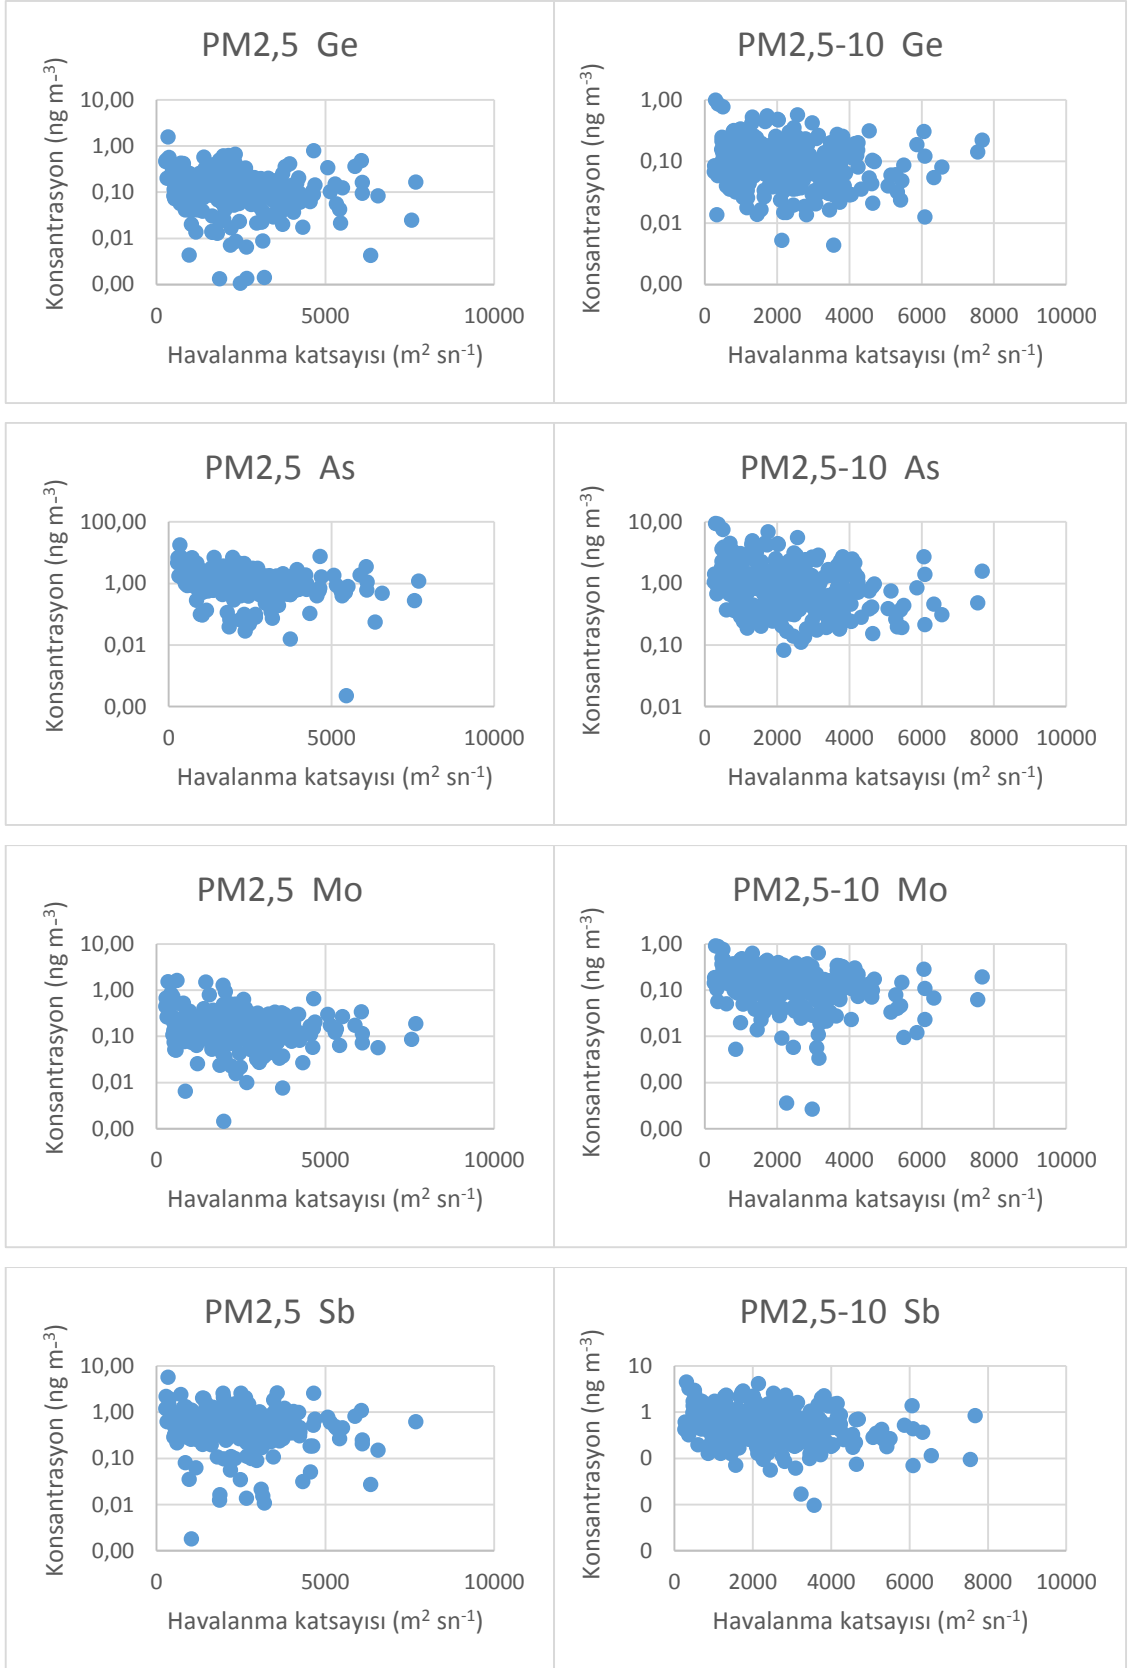 PM2,5 Ge
Konsantrasyon (ng m-3)
10,00
1,00
0,10
0,01
0,00
0 5000 10000
Havalanma katsayısı (m2 sn-1)
PM2,5-10 Ge
Konsantrasyon (ng m-3)
1,00
0,10
0,01
0,00
0 2000 4000 6000 8000 10000
Havalanma katsayısı (m2 sn-1)
PM2,5 As
Konsantrasyon (ng m-3)
100,00
1,00
0,01
0,00
0 5000 10000
Havalanma katsayısı (m2 sn-1)
PM2,5-10 As
Konsantrasyon (ng m-3)
10,00
1,00
0,10
0,01
0 2000 4000 6000 8000 10000
Havalanma katsayısı (m2 sn-1)
PM2,5 Mo
Konsantrasyon (ng m-3)
10,00
1,00
0,10
0,01
0,00
0 5000 10000
Havalanma katsayısı (m2 sn-1)
PM2,5-10 Mo
Konsantrasyon (ng m-3)
1,00
0,10
0,01
0,00
0,00
0 2000 4000 6000 8000 10000
Havalanma katsayısı (m2 sn-1)
PM2,5 Sb
Konsantrasyon (ng m-3)
10,00
1,00
0,10
0,01
0,00
0 5000 10000
Havalanma katsayısı (m2 sn-1)
PM2,5-10 Sb
Konsantrasyon (ng m-3)
10
1
0
0
0
0 2000 4000 6000 8000 10000
Havalanma katsayısı (m2 sn-1)